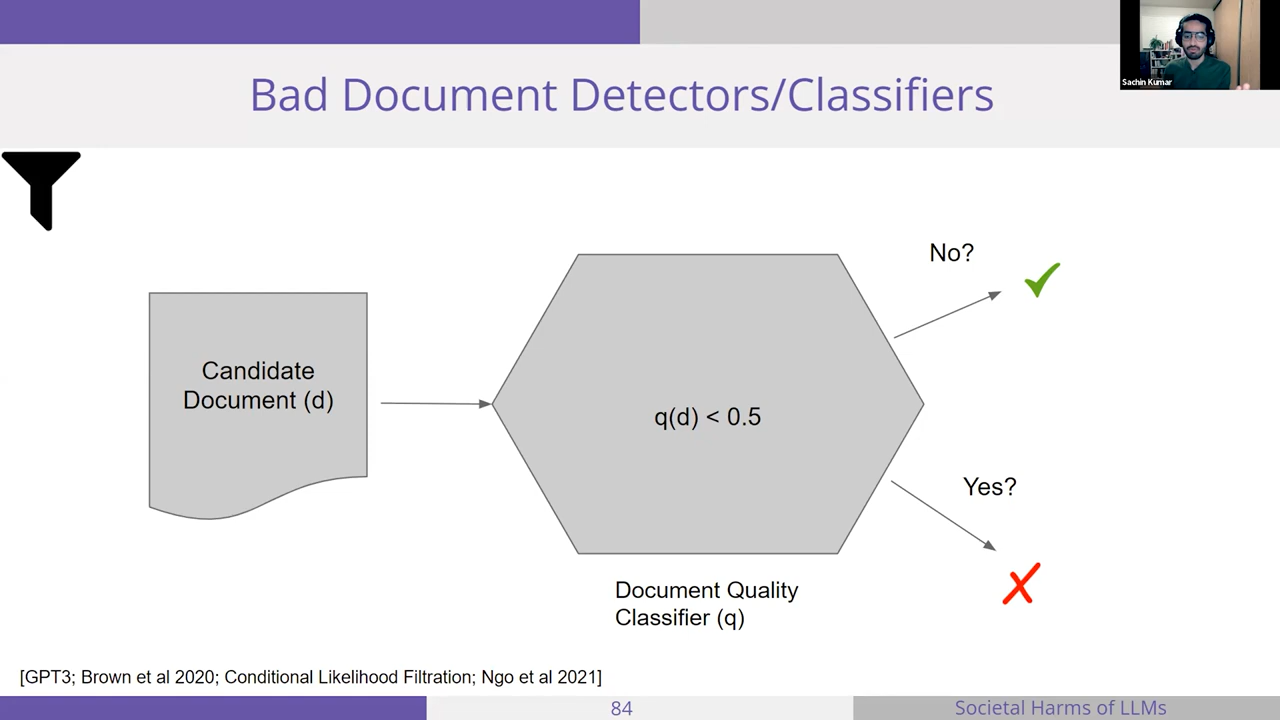 Bad Document Detectors/Classifiers
Sachin Kumar
No?
Candidate
Document (d)
q(d) < 0.5
Yes?
Document Quality
Classifier (q)
[GPT3; Brown et al 2020; Conditional Likelihood Filtration; Ngo et al 2021]
84
Societal Harms of LLMs